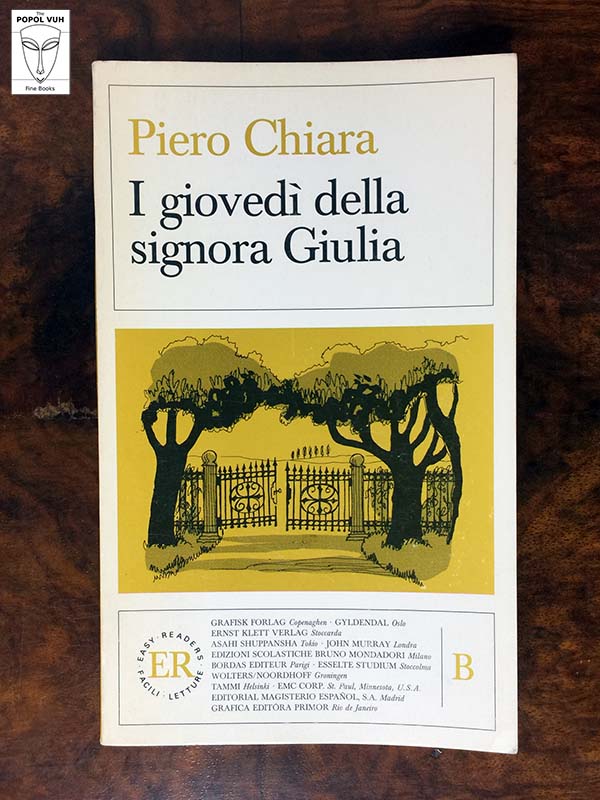 The
POPOL VUH
Fine Books
Piero Chiara
I giovedì della
signora Giulia
EASY · READERS
ER
FACILI · LETTURE
GRAFISK FORLAG Copenaghen · GYLDENDAL Oslo
ERNST KLETT VERLAG Stoccarda
ASAHI SHUPPANSHA Tokio · JOHN MURRAY Londra
EDIZIONI SCOLASTICHE BRUNO MONDADORI Milano
BORDAS EDITEUR Parigi · ESSELTE STUDIUM Stoccolma
WOLTERS/NOORDHOFF Groningen
TAMMI Helsinki · EMC CORP. St. Paul, Minnesota, U.S.A.
EDITORIAL MAGISTERIO ESPAÑOL, S.A. Madrid
GRAFICA EDITÔRA PRIMOR Rio de Janeiro
B